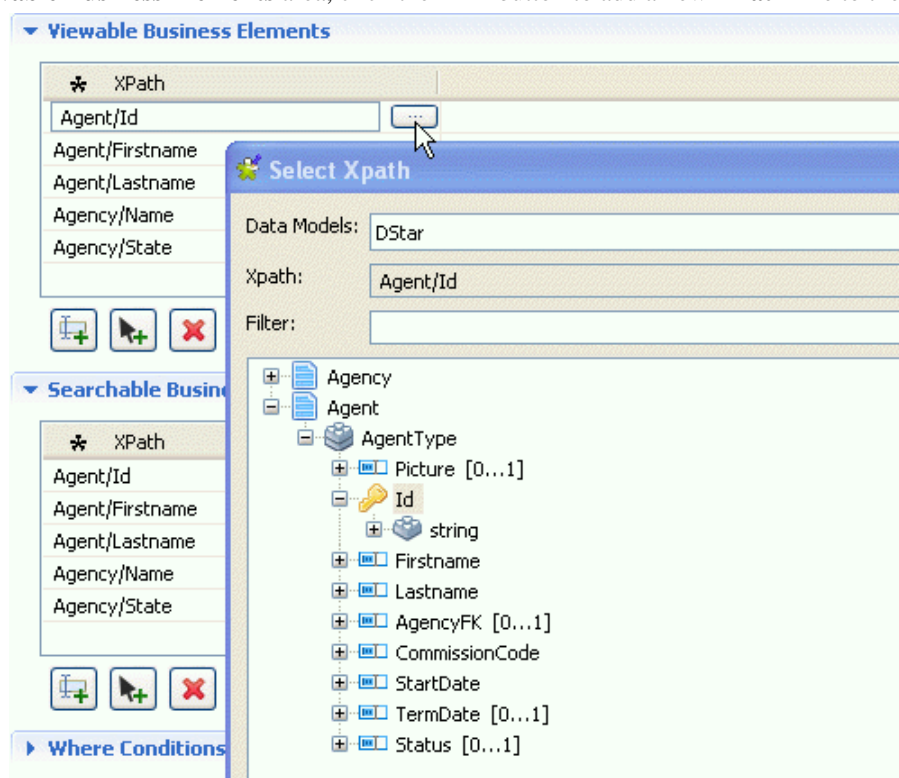 Viewable Business Elements
XPath
Agent/Id
...
Agent/Firstname
Agent/Lastname
Agency/Name
Agency/State
Select Xpath
Data Models: DStar
Xpath: Agent/Id
Filter:
Agency
Agent
AgentType
Picture [0...1]
Id
string
Firstname
Lastname
AgencyFK [0...1]
CommissionCode
StartDate
TermDate [0...1]
Status [0...1]
Searchable Busin
XPath
Agent/Id
Agent/Firstname
Agent/Lastname
Agency/Name
Agency/State
Where Conditions